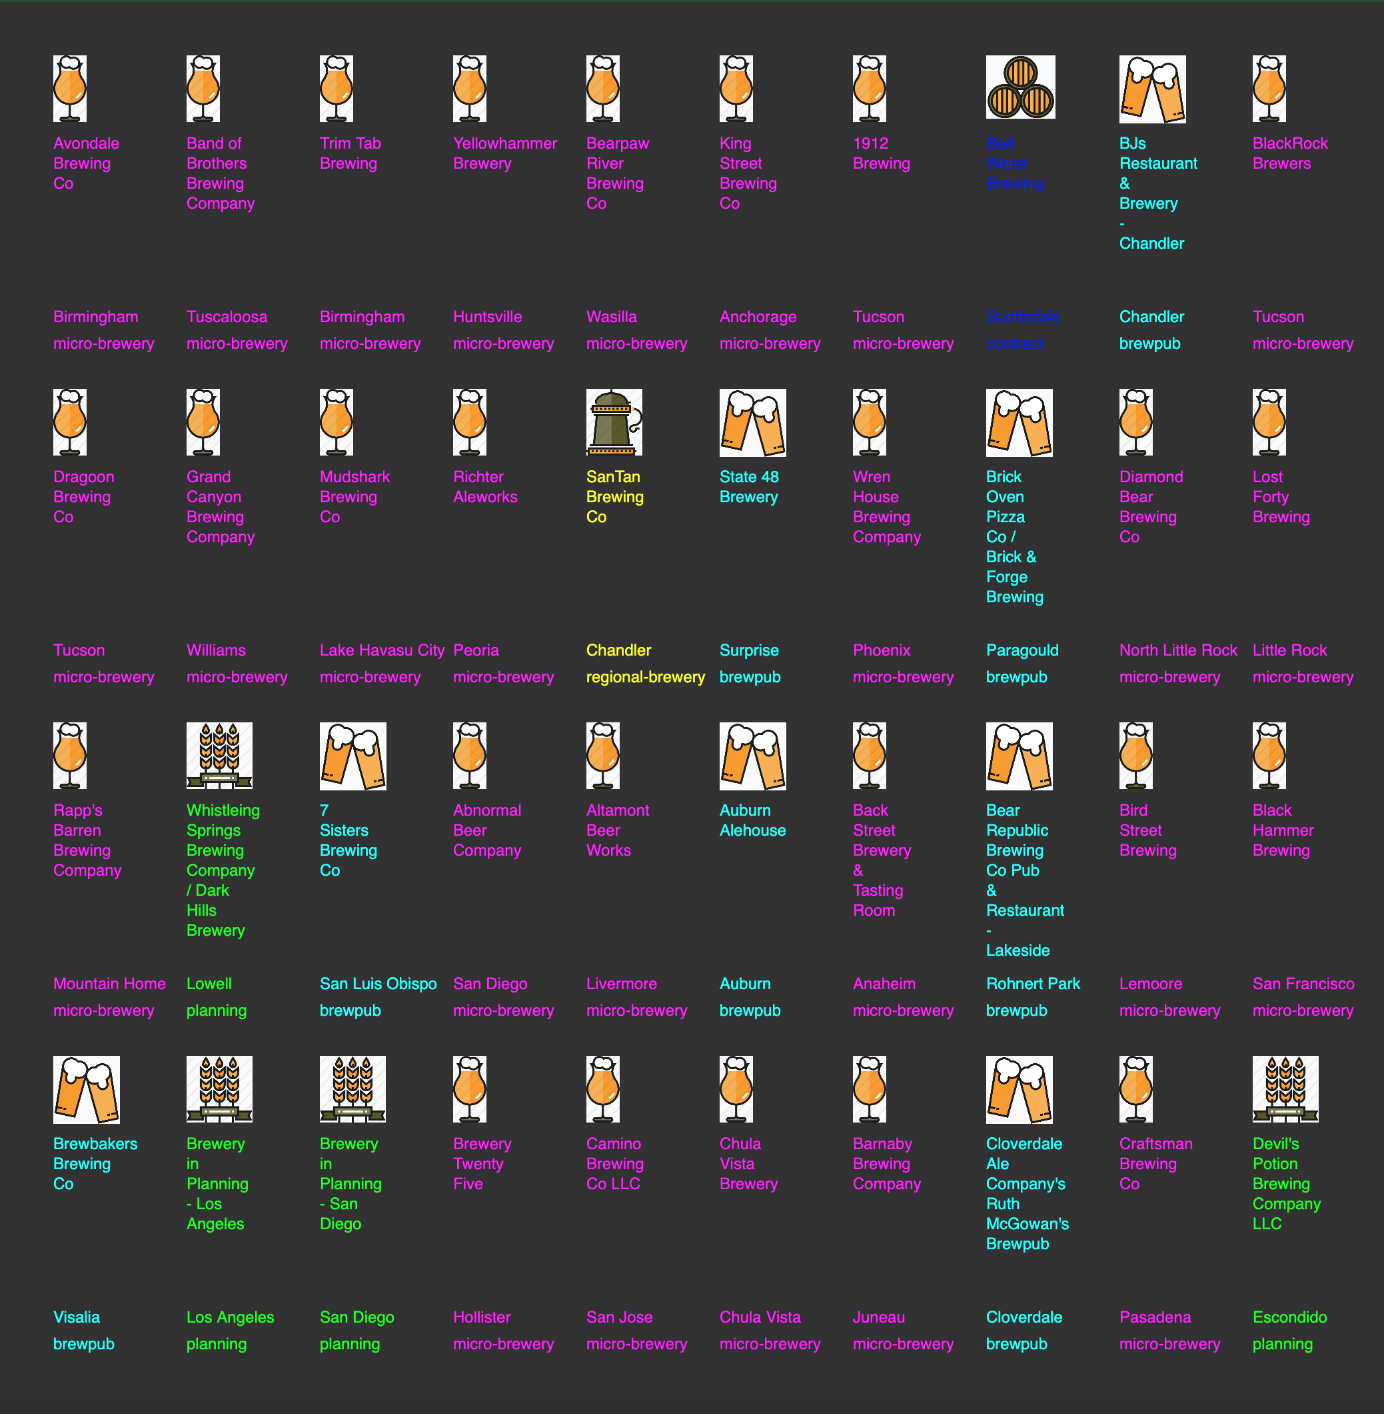 Avondale
Brewing
Co
Birmingham
micro-brewery
Band of
Brothers
Brewing
Company
Tuscaloosa
micro-brewery
Trim Tab
Brewing
Birmingham
micro-brewery
Yellowhammer
Brewery
Huntsville
micro-brewery
Bearpaw
River
Brewing
Co
Wasilla
micro-brewery
King
Street
Brewing
Co
Anchorage
micro-brewery
1912
Brewing
Tucson
micro-brewery
Bad
Water
Brewing
Scottsdale
contract
BJs
Restaurant
&
Brewery
-
Chandler
Chandler
brewpub
BlackRock
Brewers
Tucson
micro-brewery
Dragoon
Brewing
Co
Tucson
micro-brewery
Grand
Canyon
Brewing
Company
Williams
micro-brewery
Mudshark
Brewing
Co
Lake Havasu City
micro-brewery
Richter
Aleworks
Peoria
micro-brewery
SanTan
Brewing
Co
Chandler
regional-brewery
State 48
Brewery
Surprise
brewpub
Wren
House
Brewing
Company
Phoenix
micro-brewery
Brick
Oven
Pizza
Co /
Brick &
Forge
Brewing
Paragould
brewpub
Diamond
Bear
Brewing
Co
North Little Rock
micro-brewery
Lost
Forty
Brewing
Little Rock
micro-brewery
Rapp's
Barren
Brewing
Company
Mountain Home
micro-brewery
Whistleing
Springs
Brewing
Company
/ Dark
Hills
Brewery
Lowell
planning
7
Sisters
Brewing
Co
San Luis Obispo
brewpub
Abnormal
Beer
Company
San Diego
micro-brewery
Altamont
Beer
Works
Livermore
micro-brewery
Auburn
Alehouse
Auburn
brewpub
Back
Street
Brewery
&
Tasting
Room
Anaheim
micro-brewery
Bear
Republic
Brewing
Co Pub
&
Restaurant
-
Lakeside
Rohnert Park
brewpub
Bird
Street
Brewing
Lemoore
micro-brewery
Black
Hammer
Brewing
San Francisco
micro-brewery
Brewbakers
Brewing
Co
Visalia
brewpub
Brewery
in
Planning
- Los
Angeles
Los Angeles
planning
Brewery
in
Planning
- San
Diego
San Diego
planning
Brewery
Twenty
Five
Hollister
micro-brewery
Camino
Brewing
Co LLC
San Jose
micro-brewery
Chula
Vista
Brewery
Chula Vista
micro-brewery
Barnaby
Brewing
Company
Juneau
micro-brewery
Cloverdale
Ale
Company's
Ruth
McGowan's
Brewpub
Cloverdale
brewpub
Craftsman
Brewing
Co
Pasadena
micro-brewery
Devil's
Potion
Brewing
Company
LLC
Escondido
planning